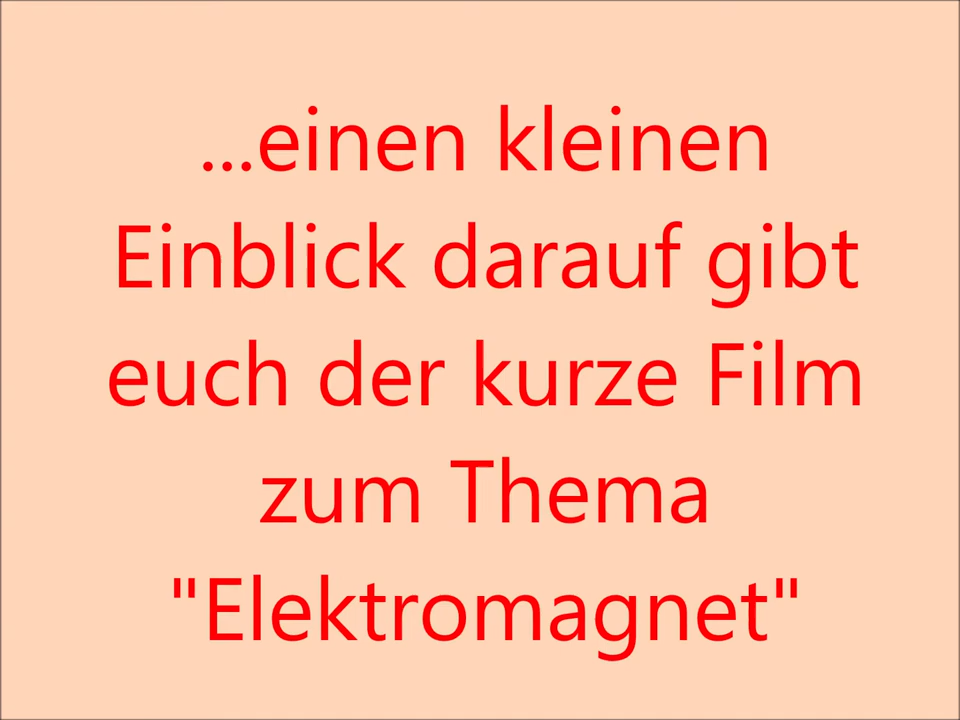 ...einen kleinen
Einblick darauf gibt
euch der kurze Film
zum Thema
"Elektromagnet"